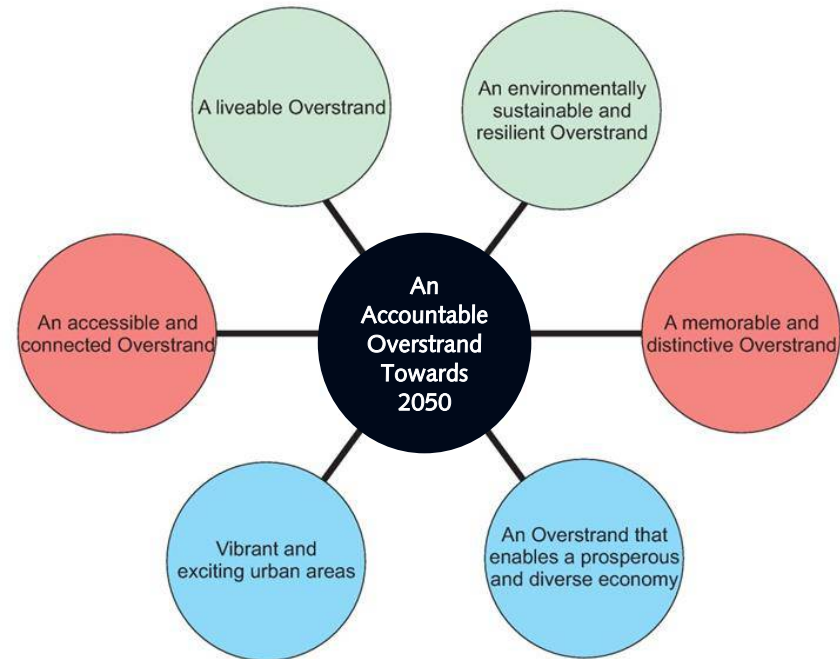 A liveable Overstrand
An environmentally
sustainable and
resilient Overstrand
An accessible and
connected Overstrand
An
Accountable
Overstrand
Towards
2050
A memorable and
distinctive Overstrand
Vibrant and
exciting urban areas
An Overstrand that
enables a prosperous
and diverse economy